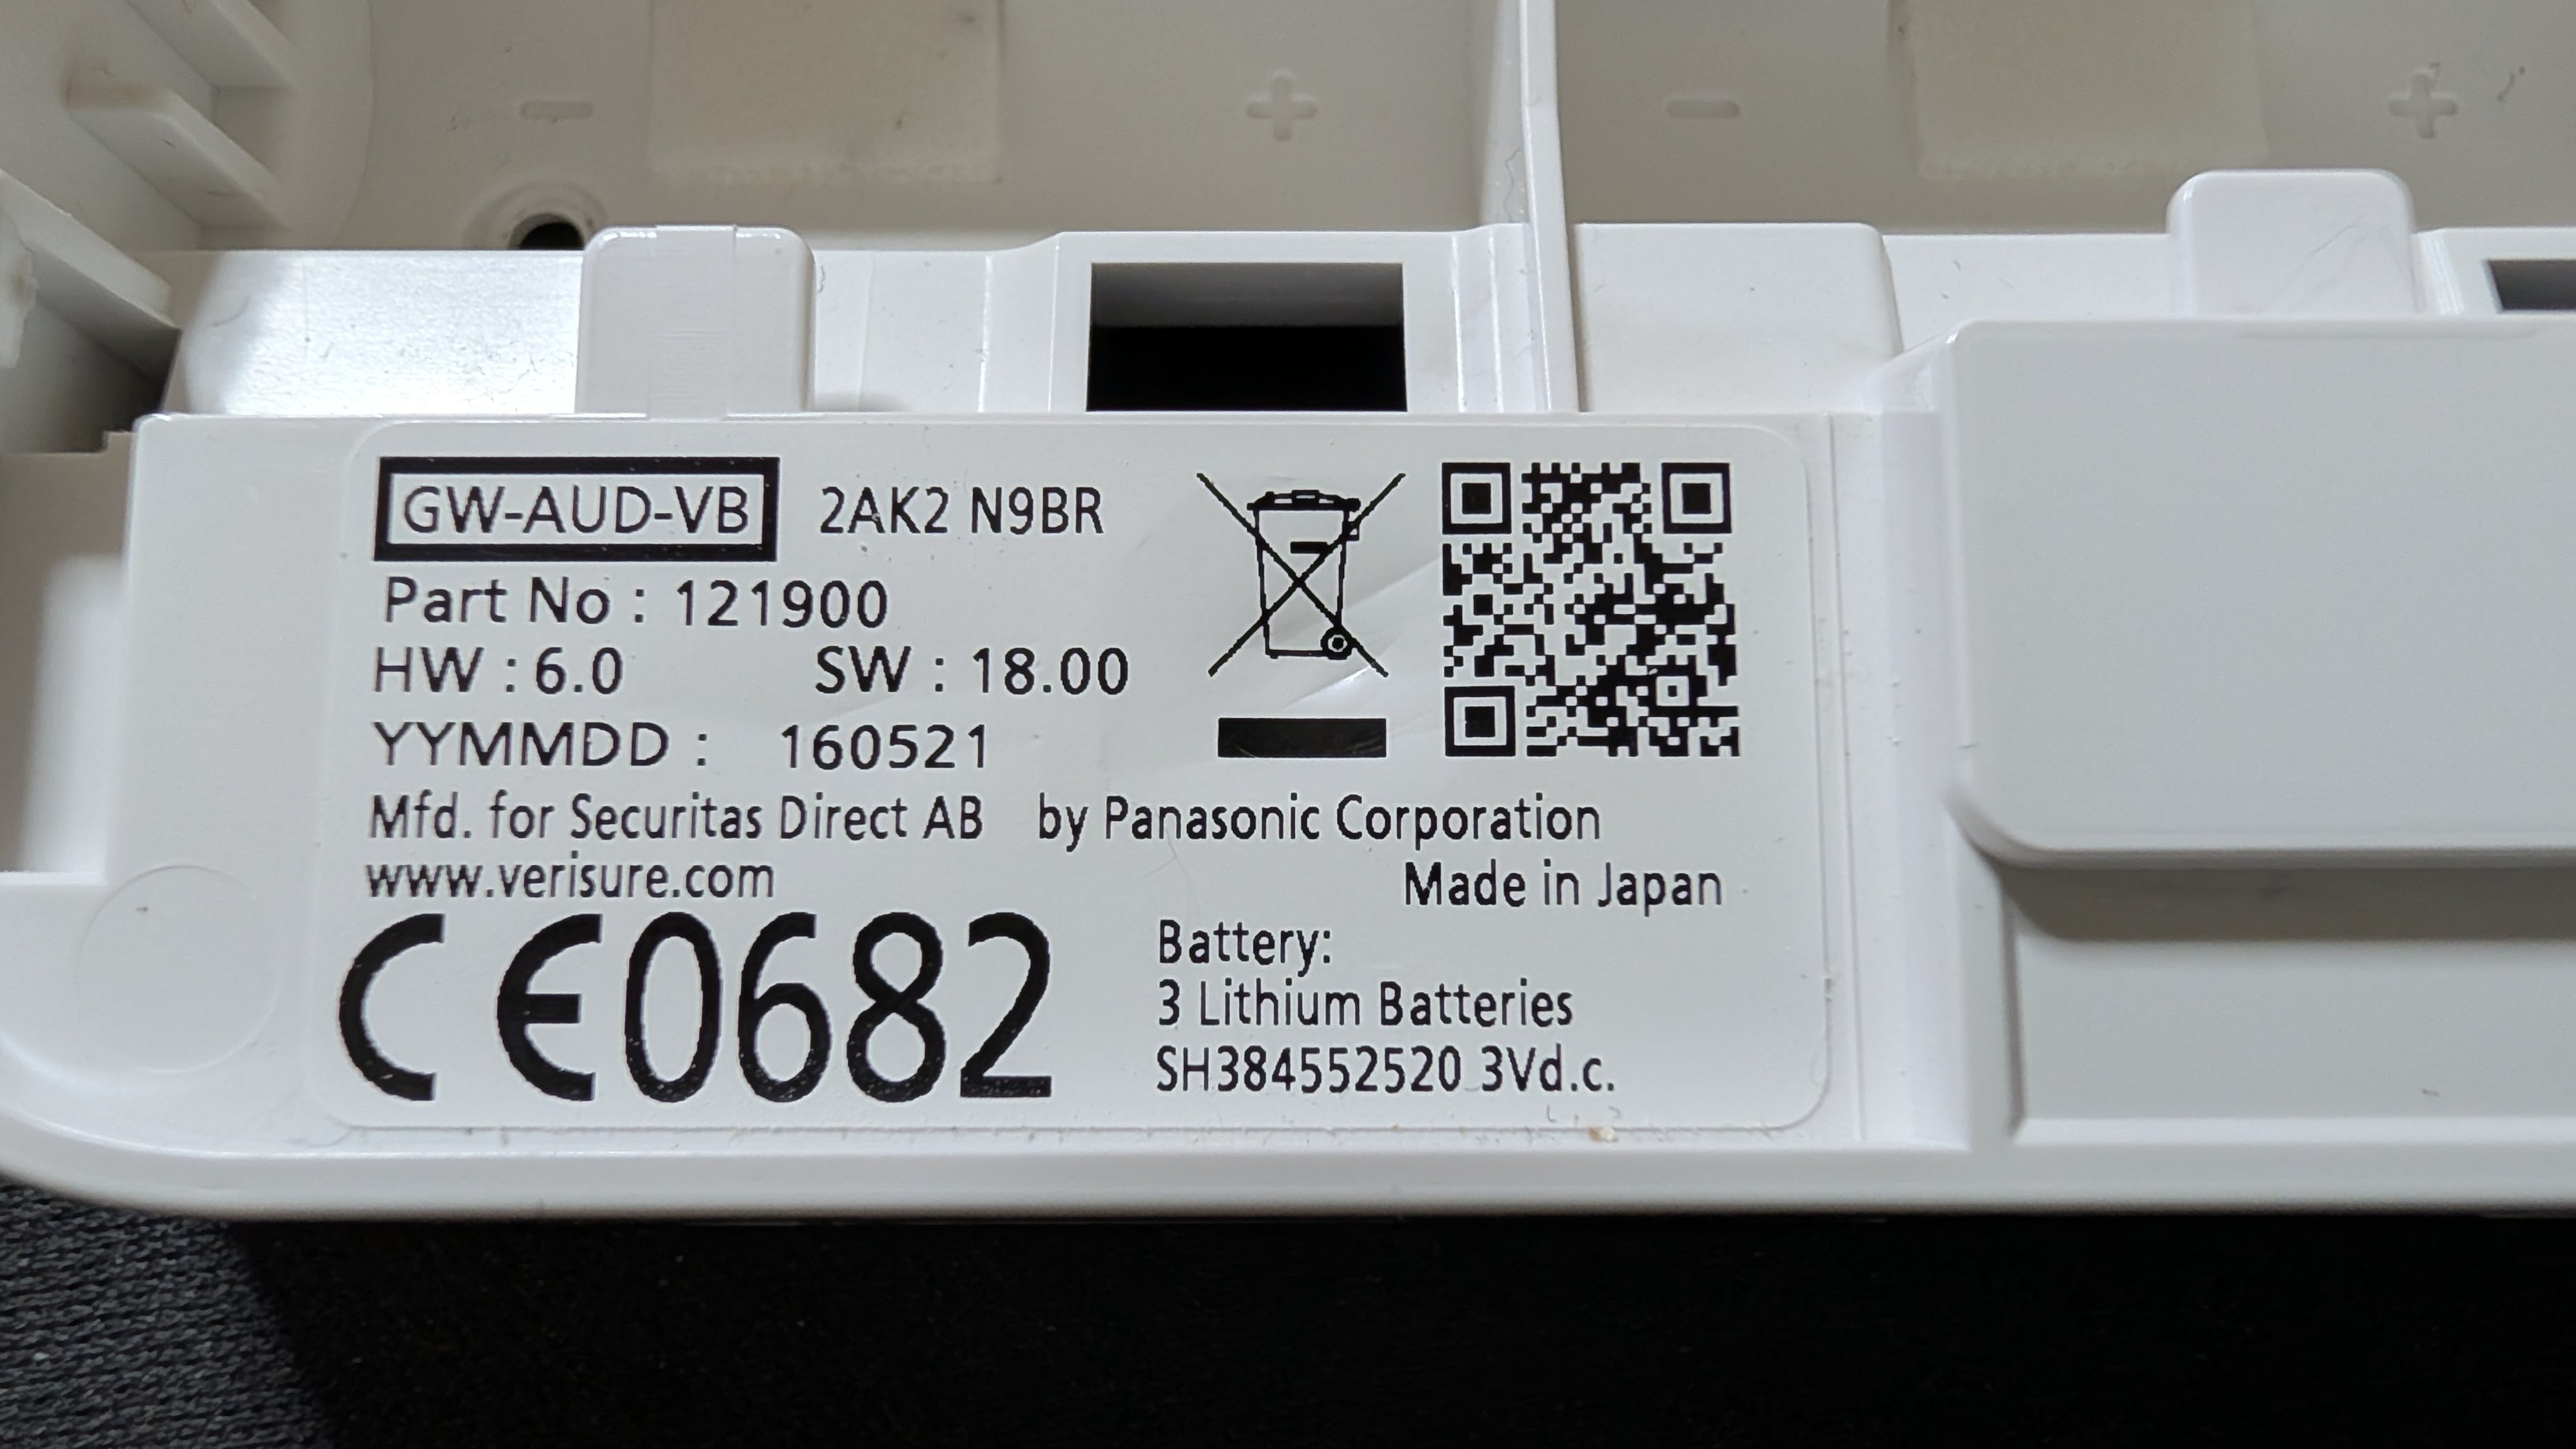 GW-AUD-VB 2AK2 N9BR
Part No : 121900
HW : 6.0 SW : 18.00
YYMMDD : 160521
Mfd. for Securitas Direct AB by Panasonic Corporation
www.verisure.com
Made in Japan
CE0682
Battery:
3 Lithium Batteries
SH384552520 3Vd.c.